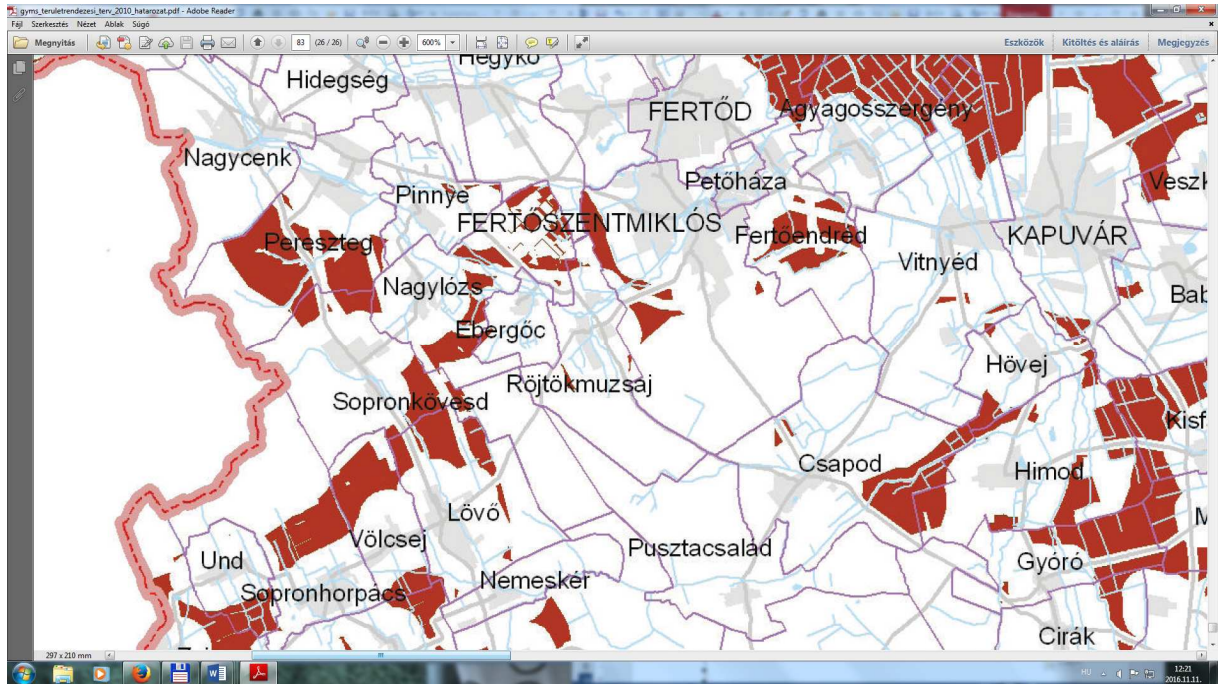 gyms_teruletrendezesi_terv_2010_hatarozat.pdf - Adobe Reader
Fájl Szerkesztés Nézet Ablak Súgó
Megnyitás 83 (26 / 26) 600% Eszközök Kitöltés és aláírás Megjegyzés
Hegykő
Hidegség
FERTŐD
Agyagosszergény
Nagycenk
Petőháza
Pinnye
Veszk
FERTŐSZENTMIKLÓS
Pereszteg
Fertőendréd
KAPUVÁR
Vitnyéd
Nagylózs
Bab
Ebergőc
Hövej
Röjtökmuzsaj
Sopronkövesd
Kisf
Csapod
Himod
Lövő
M
Völcsej
Pusztacsalád
Und
Gyóró
Nemeskér
Sopronhorpács
Cirák
297 x 210 mm
HU 12:21
2016.11.11.